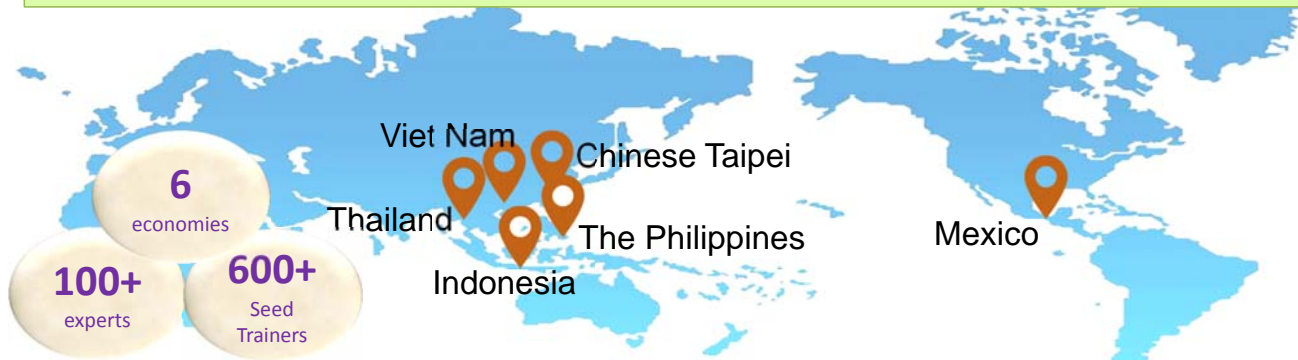 Viet Nam
Chinese Taipei
Thailand
The Philippines
Indonesia
Mexico
6
economies
100+
experts
600+
Seed
Trainers